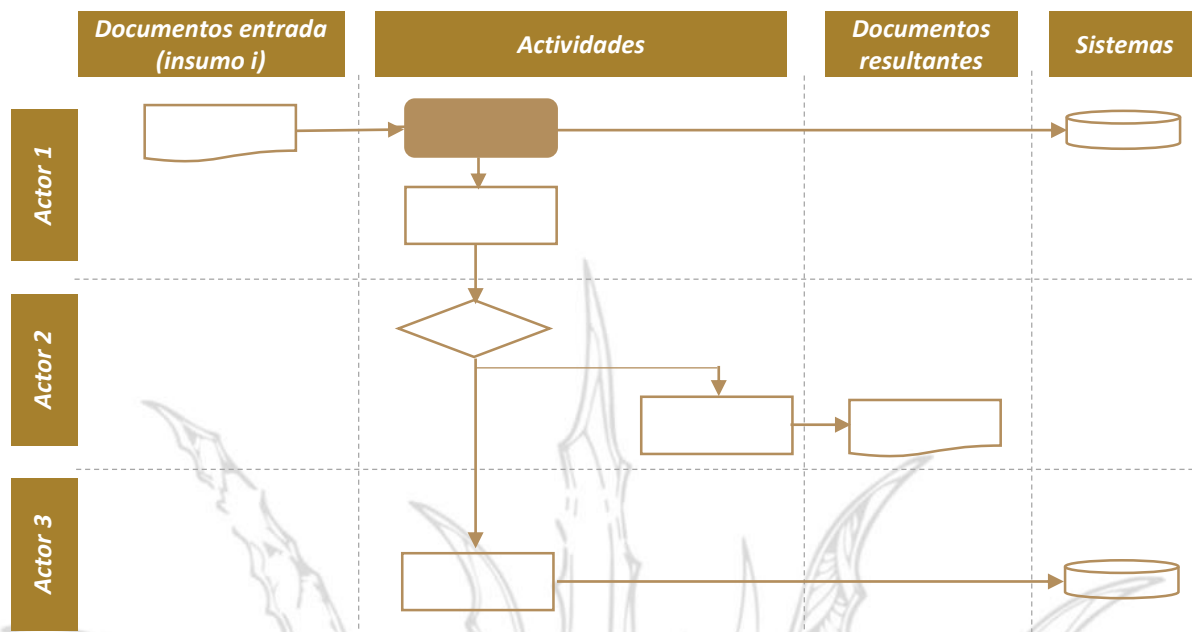 Documentos entrada
(insumo i)
Actividades
Documentos
resultantes
Sistemas
Actor 1
Actor 2
Actor 3